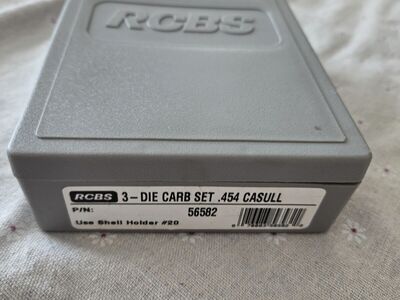 RCBS
RCBS 3-DIE CARB SET .454 CASULL
P/N: 56582
Use Shell Holder #20